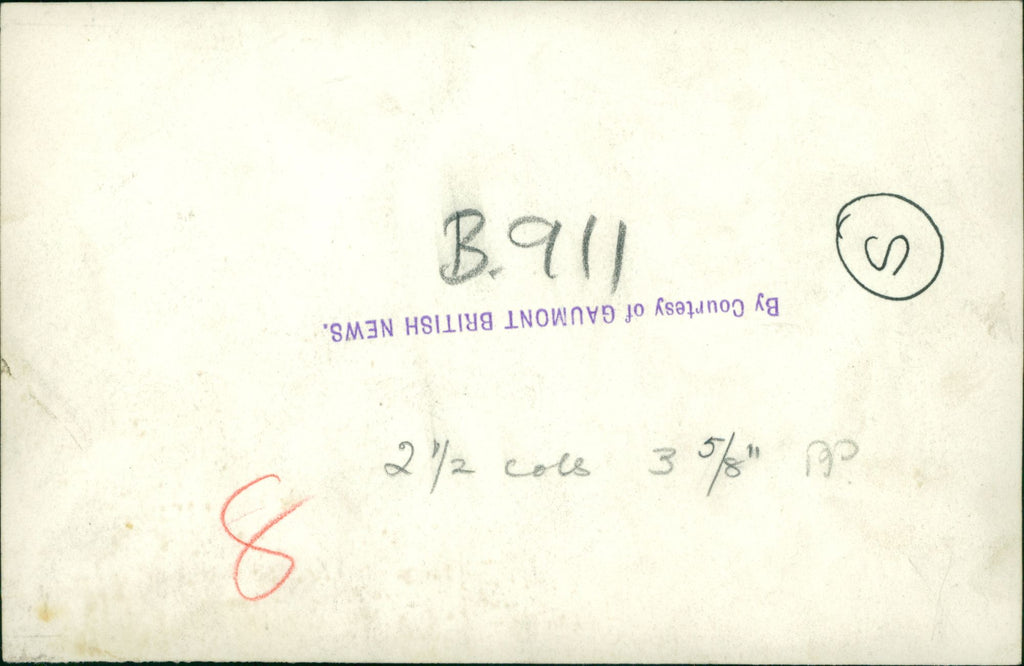 B.911
S
By Courtesy of GAUMONT BRITISH NEWS.
2 1/2 cols 3 5/8"
8